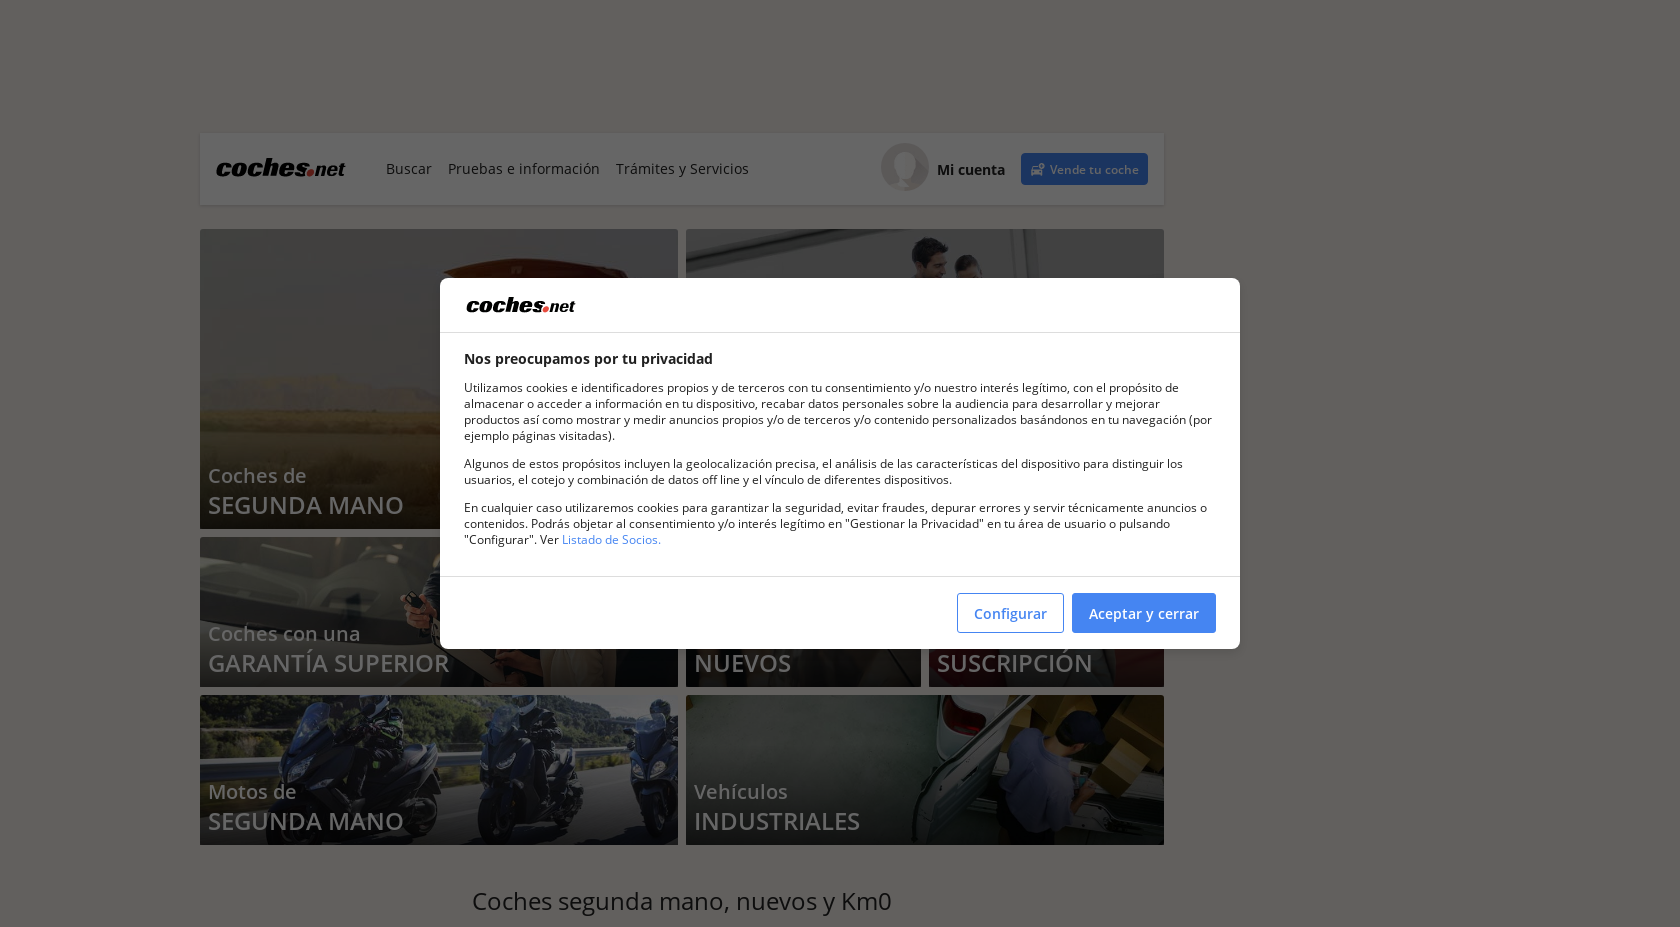 coches.net
Buscar
Pruebas e información
Trámites y Servicios
Mi cuenta
Vende tu coche
coches.net
Nos preocupamos por tu privacidad
Utilizamos cookies e identificadores propios y de terceros con tu consentimiento y/o nuestro interés legítimo, con el propósito de
almacenar o acceder a información en tu dispositivo, recabar datos personales sobre la audiencia para desarrollar y mejorar
productos así como mostrar y medir anuncios propios y/o de terceros y/o contenido personalizados basándonos en tu navegación (por
ejemplo páginas visitadas).
Algunos de estos propósitos incluyen la geolocalización precisa, el análisis de las características del dispositivo para distinguir los
usuarios, el cotejo y combinación de datos off line y el vínculo de diferentes dispositivos.
En cualquier caso utilizaremos cookies para garantizar la seguridad, evitar fraudes, depurar errores y servir técnicamente anuncios o
contenidos. Podrás objetar al consentimiento y/o interés legítimo en "Gestionar la Privacidad" en tu área de usuario o pulsando
"Configurar". Ver Listado de Socios.
Configurar
Aceptar y cerrar
Coches de
SEGUNDA MANO
Coches con una
GARANTÍA SUPERIOR
NUEVOS
SUSCRIPCIÓN
Motos de
SEGUNDA MANO
Vehículos
INDUSTRIALES
Coches segunda mano, nuevos y Km0